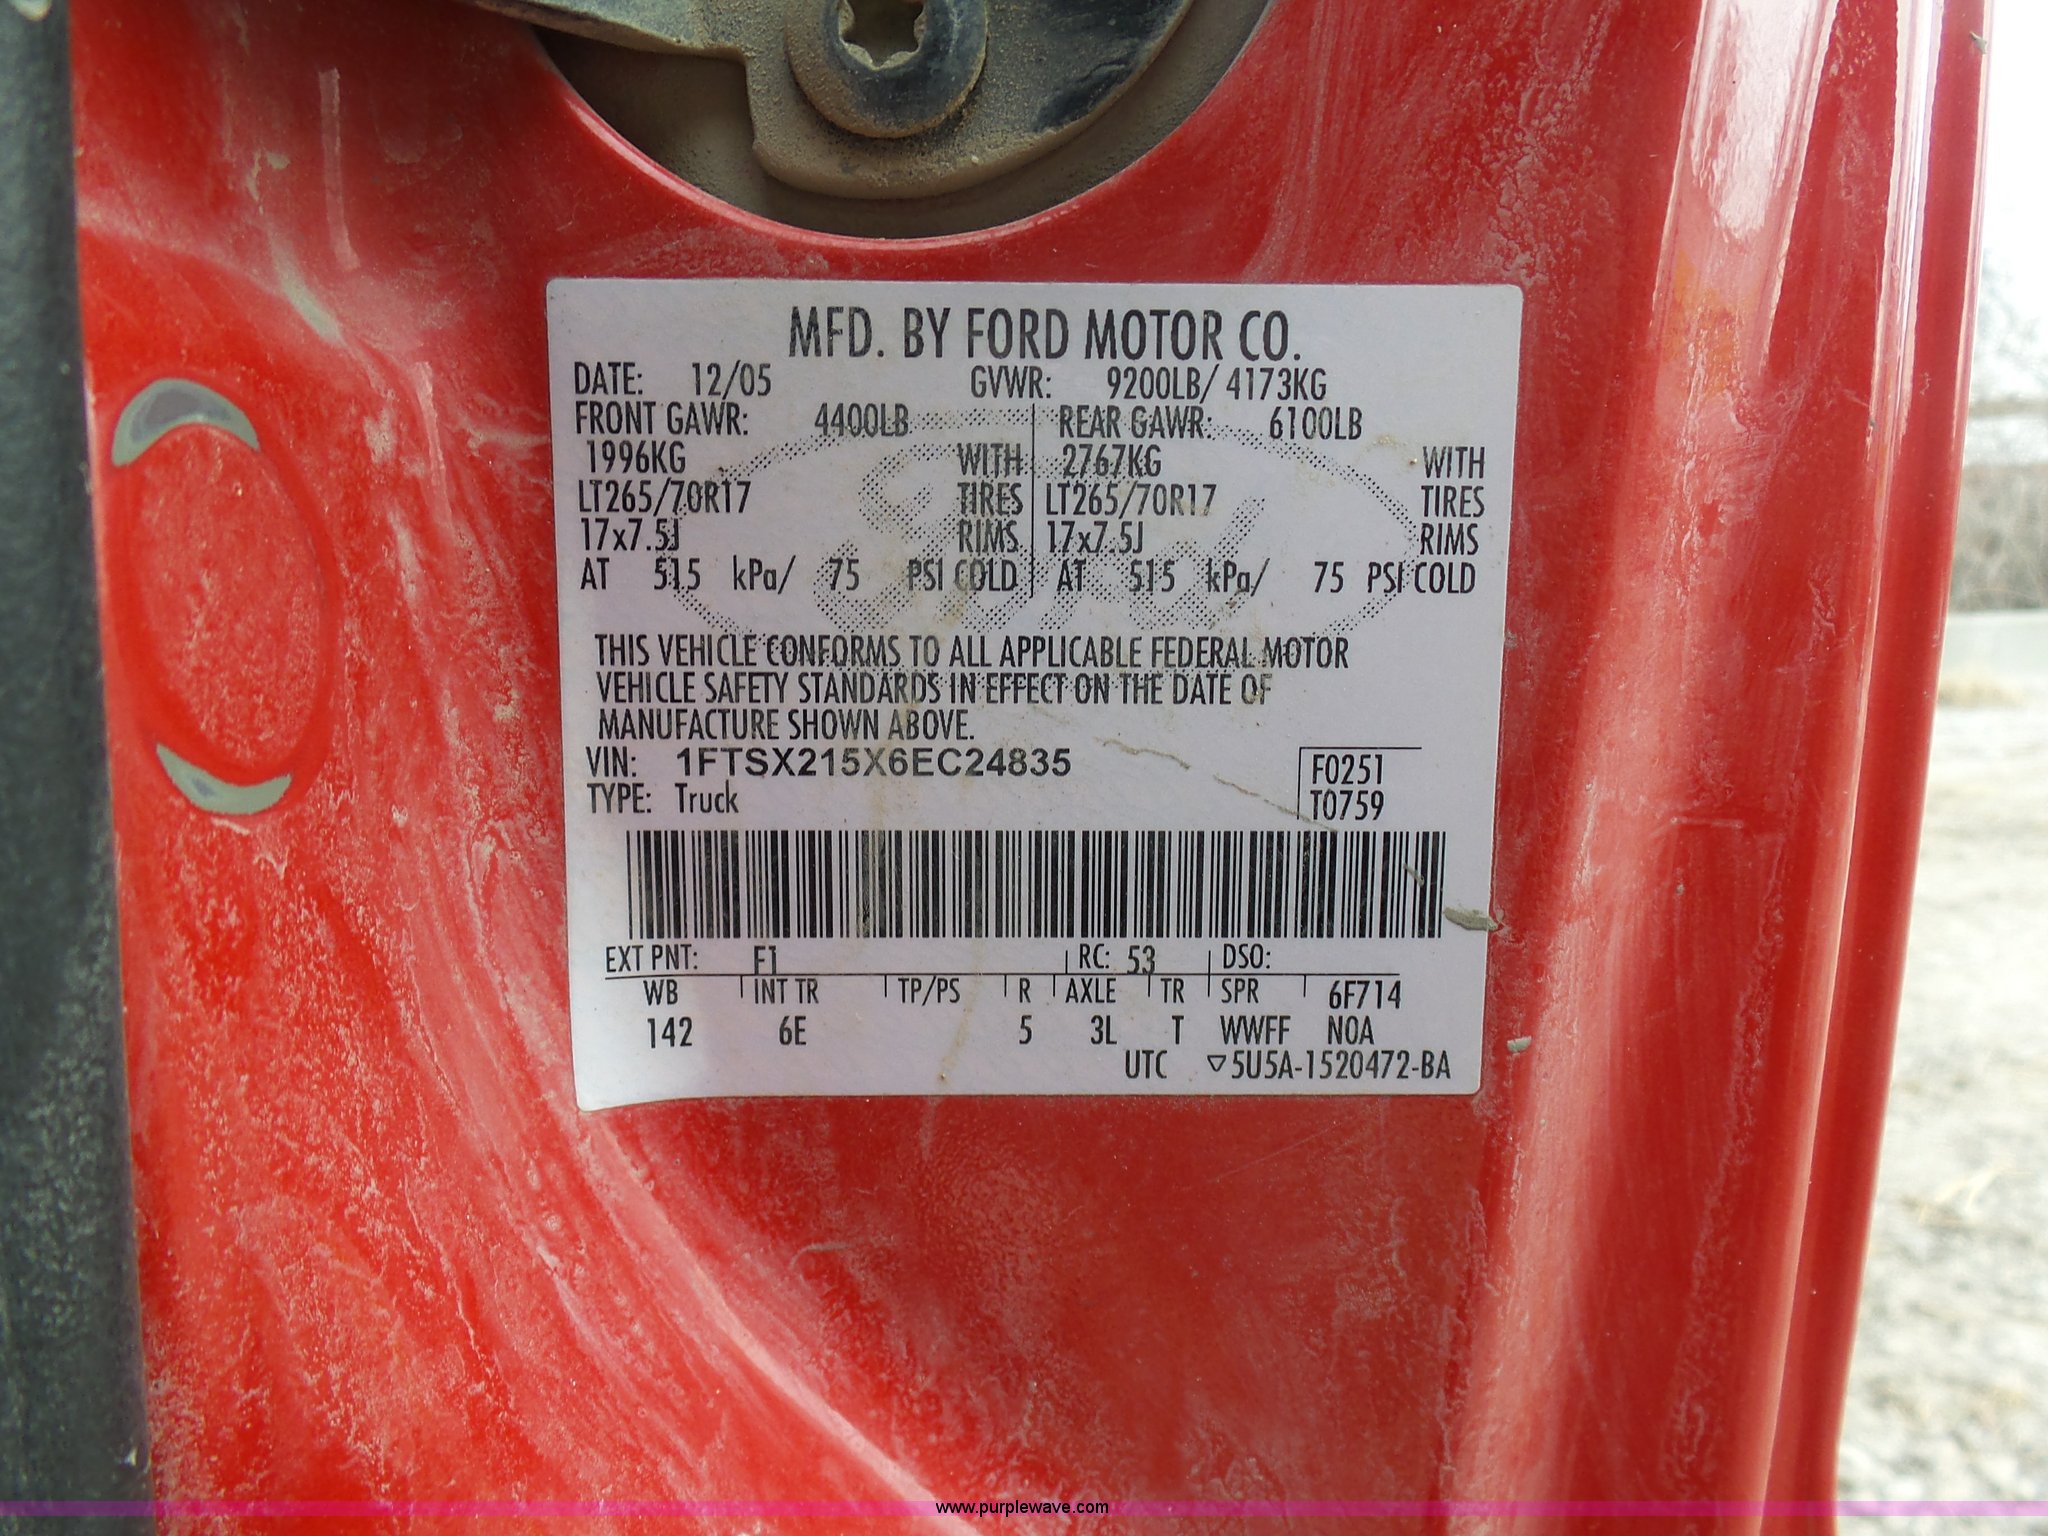 MFD. BY FORD MOTOR CO.
DATE: 12/05 GVWR: 9200LB/ 4173KG
FRONT GAWR: 4400LB REAR GAWR: 6100LB
1996KG WITH 2767KG WITH
LT265/70R17 TIRES LT265/70R17 TIRES
17x7.5J RIMS 17x7.5J RIMS
AT 515 kPa/ 75 PSI COLD AT 515 kPa/ 75 PSI COLD
Ford
THIS VEHICLE CONFORMS TO ALL APPLICABLE FEDERAL MOTOR
VEHICLE SAFETY STANDARDS IN EFFECT ON THE DATE OF
MANUFACTURE SHOWN ABOVE.
VIN: 1FTSX215X6EC24835 F0251
TYPE: Truck T0759
EXT PNT: F1 RC: 53 DSO:
WB INT TR TP/PS R AXLE TR SPR 6F714
142 6E 5 3L T WWFF NOA
UTC ▽5U5A-1520472-BA
www.purplewave.com